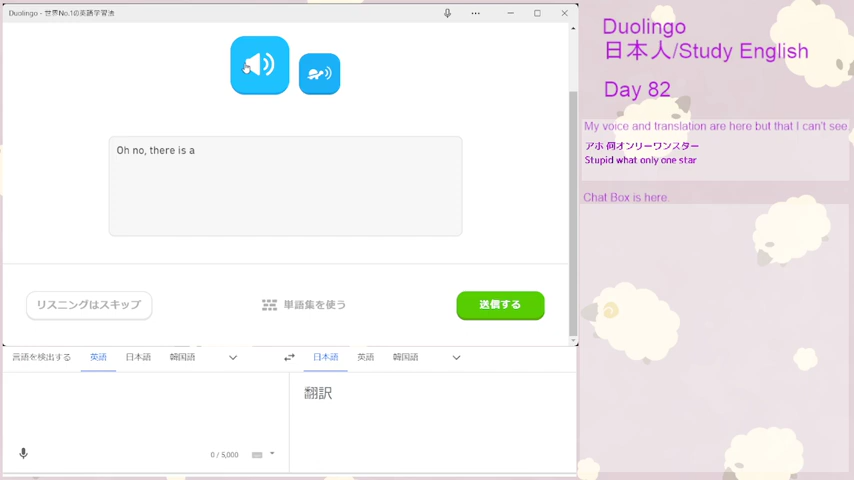 Duolingo - 世界No.1の英語学習法
Oh no, there is a
リスニングはスキップ
単語集を使う
送信する
言語を検出する 英語 日本語 韓国語
日本語 英語 韓国語
翻訳
0 / 5,000
Duolingo
日本人/Study English
Day 82
My voice and translation are here but that I can't see
アホ 何オンリーワンスター
Stupid what only one star
Chat Box is here.